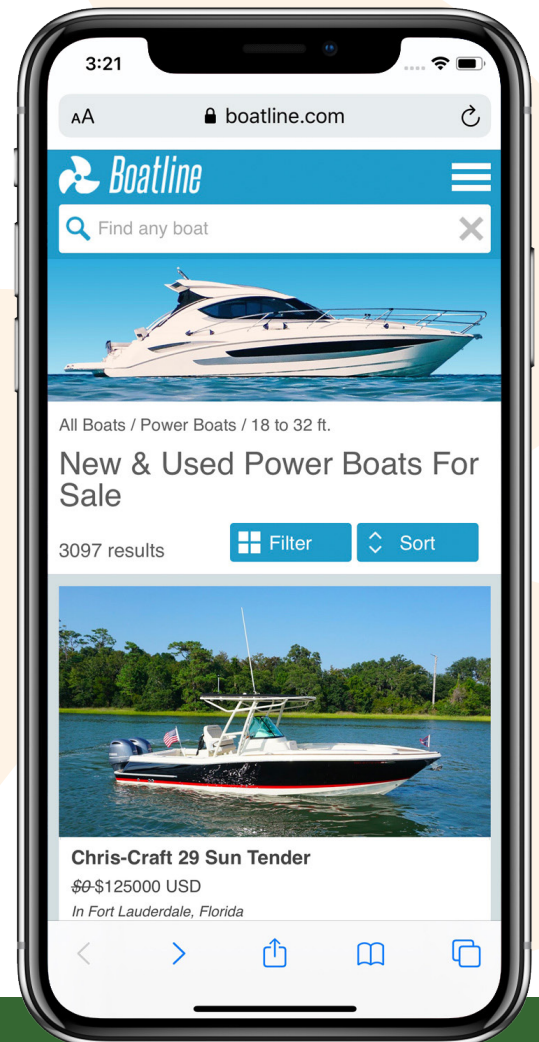 3:21
AA boatline.com
Boatline
Find any boat
All Boats / Power Boats / 18 to 32 ft.
New & Used Power Boats For
Sale
3097 results Filter Sort
Chris-Craft 29 Sun Tender
$0 $125000 USD
In Fort Lauderdale, Florida